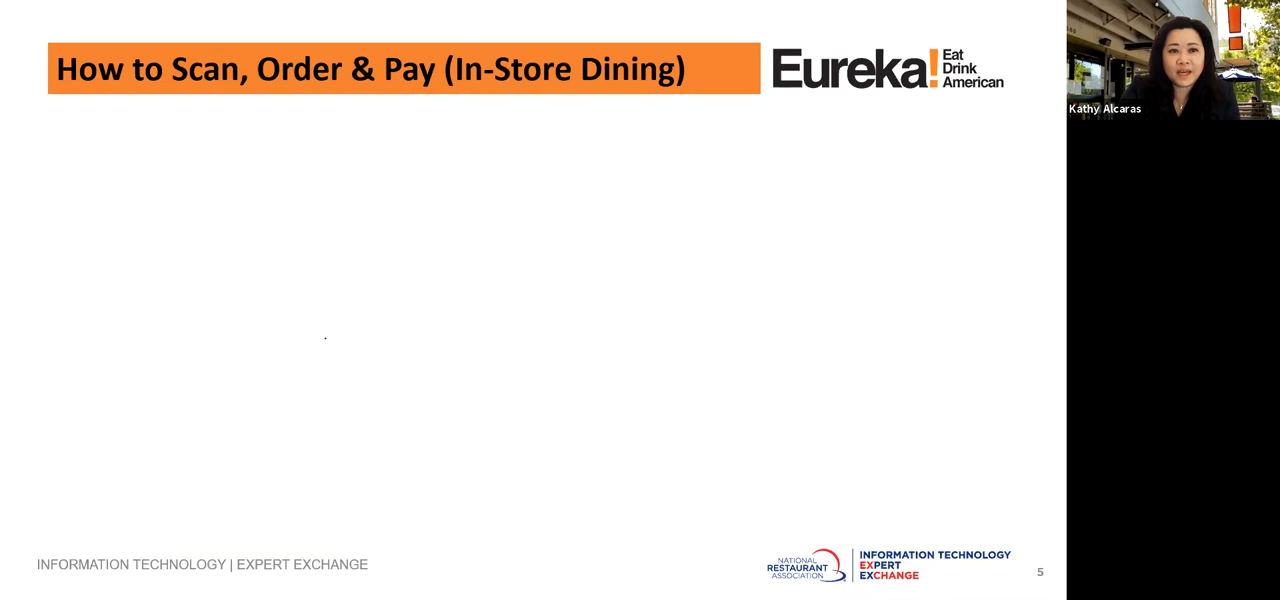 How to Scan, Order & Pay (In-Store Dining)
Eureka!
Eat
Drink
American
Kathy Alcaras
INFORMATION TECHNOLOGY | EXPERT EXCHANGE
NATIONAL
RESTAURANT
ASSOCIATION
INFORMATION TECHNOLOGY
EXPERT
EXCHANGE
5